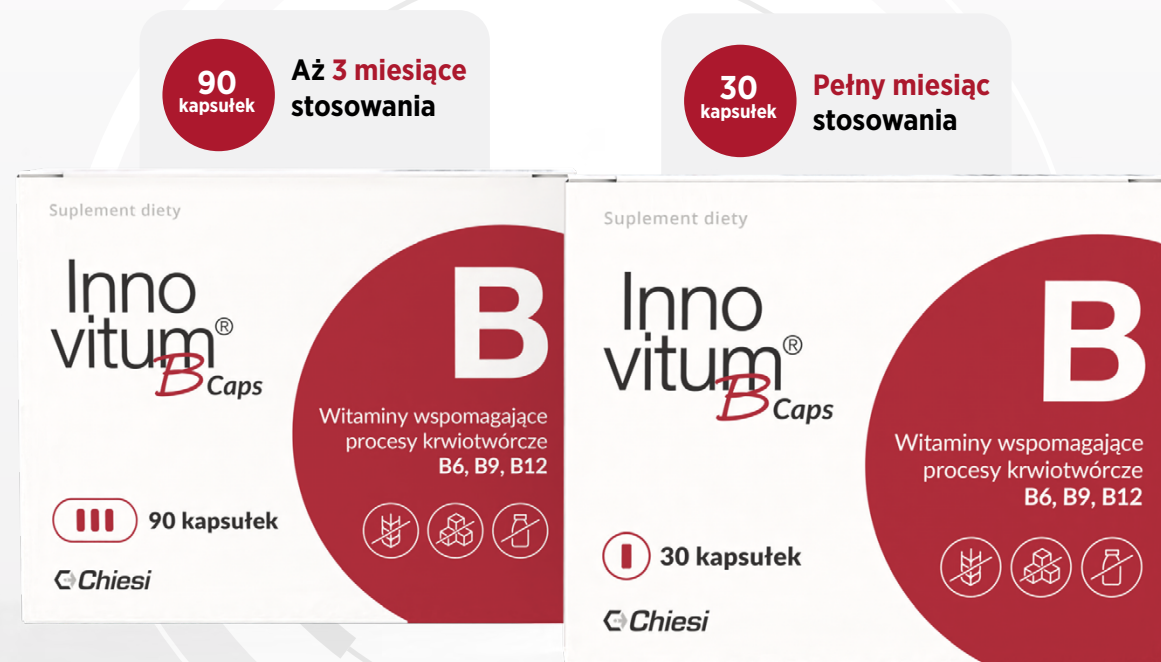 90
kapsułek
Aż 3 miesiące
stosowania
30
kapsułek
Pełny miesiąc
stosowania
Suplement diety
Inno
vitum®
B Caps
B
Witaminy wspomagające
procesy krwiotwórcze
B6, B9, B12
90 kapsułek
Chiesi
Suplement diety
Inno
vitum®
B Caps
B
Witaminy wspomagające
procesy krwiotwórcze
B6, B9, B12
30 kapsułek
Chiesi